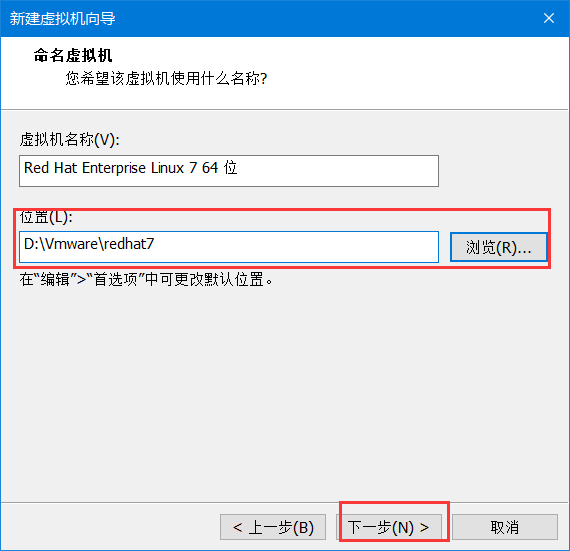 新建虚拟机向导
命名虚拟机
您希望该虚拟机使用什么名称?
虚拟机名称(V):
Red Hat Enterprise Linux 7 64 位
位置(L):
D:\Vmware\redhat7
浏览(R)...
在“编辑”>“首选项”中可更改默认位置。
< 上一步(B)
下一步(N) >
取消